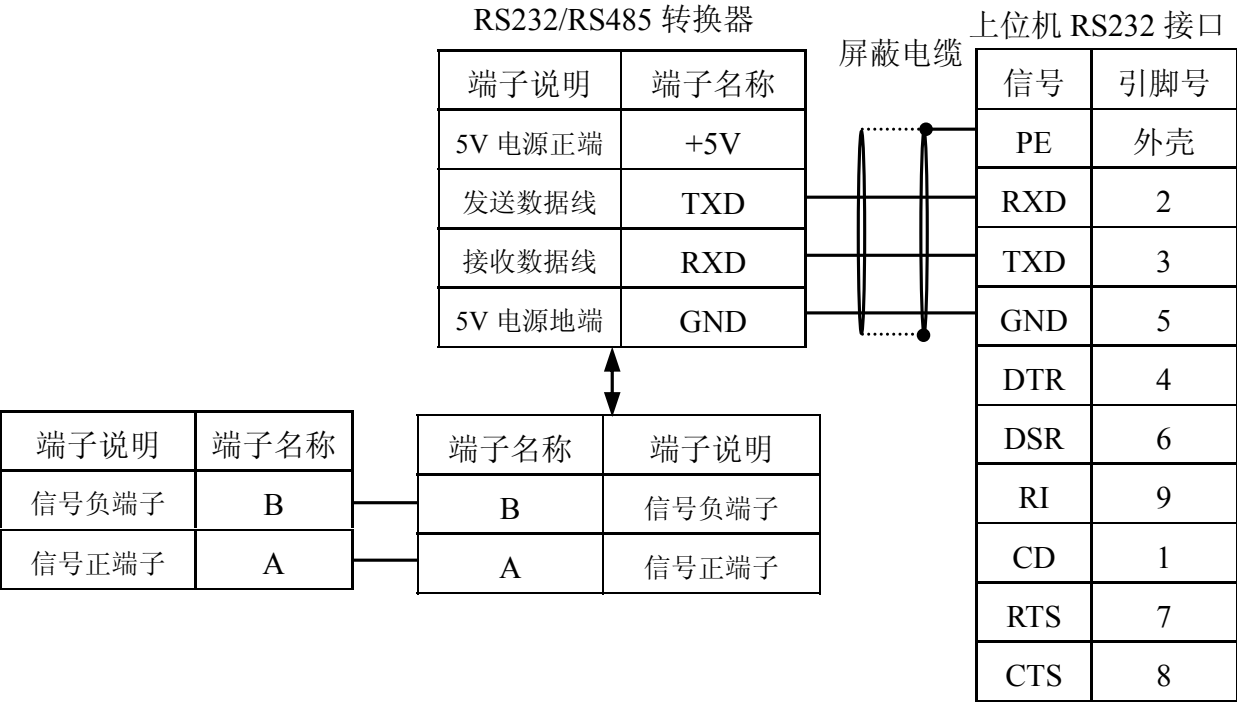 RS232/RS485 转换器
端子说明 端子名称
5V 电源正端 +5V
发送数据线 TXD
接收数据线 RXD
5V 电源地端 GND
屏蔽电缆
上位机 RS232 接口
信号 引脚号
PE 外壳
RXD 2
TXD 3
GND 5
DTR 4
DSR 6
RI 9
CD 1
RTS 7
CTS 8
端子说明 端子名称
信号负端子 B
信号正端子 A
端子名称 端子说明
B 信号负端子
A 信号正端子